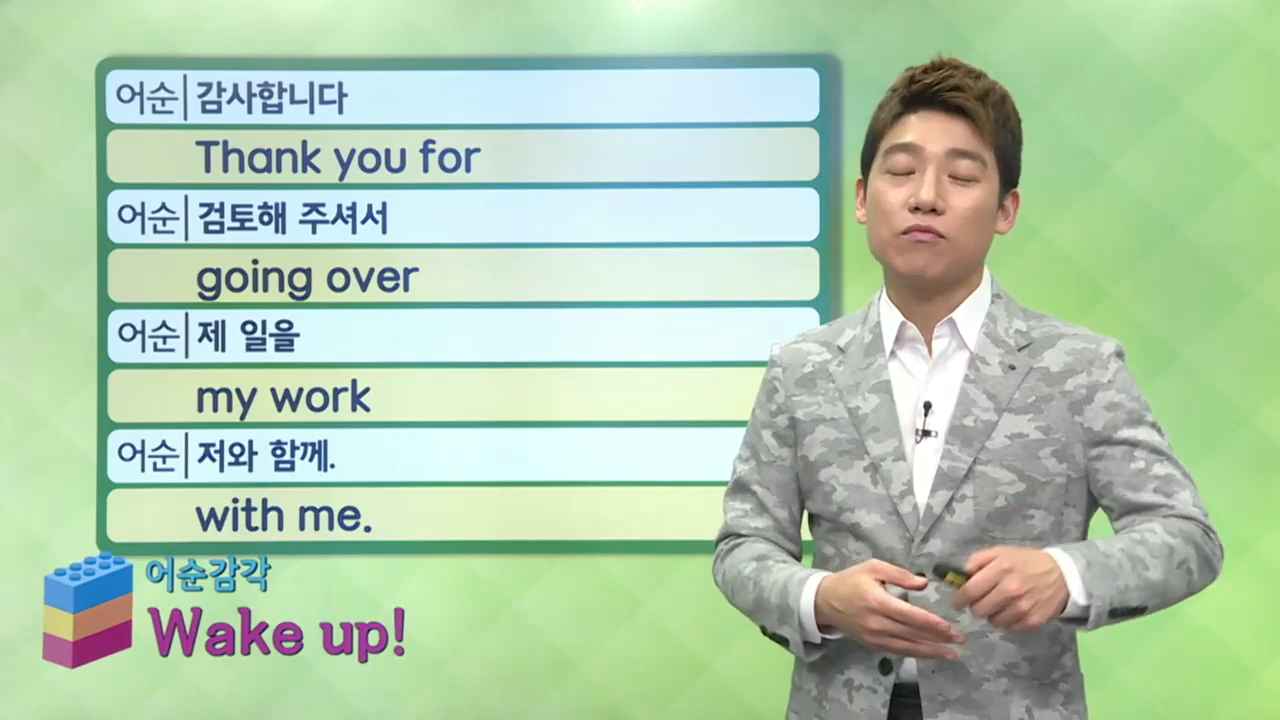 어순 감사합니다
Thank you for
어순 검토해 주셔서
going over
어순 제 일을
my work
어순 저와 함께.
with me.
어순감각
Wake up!